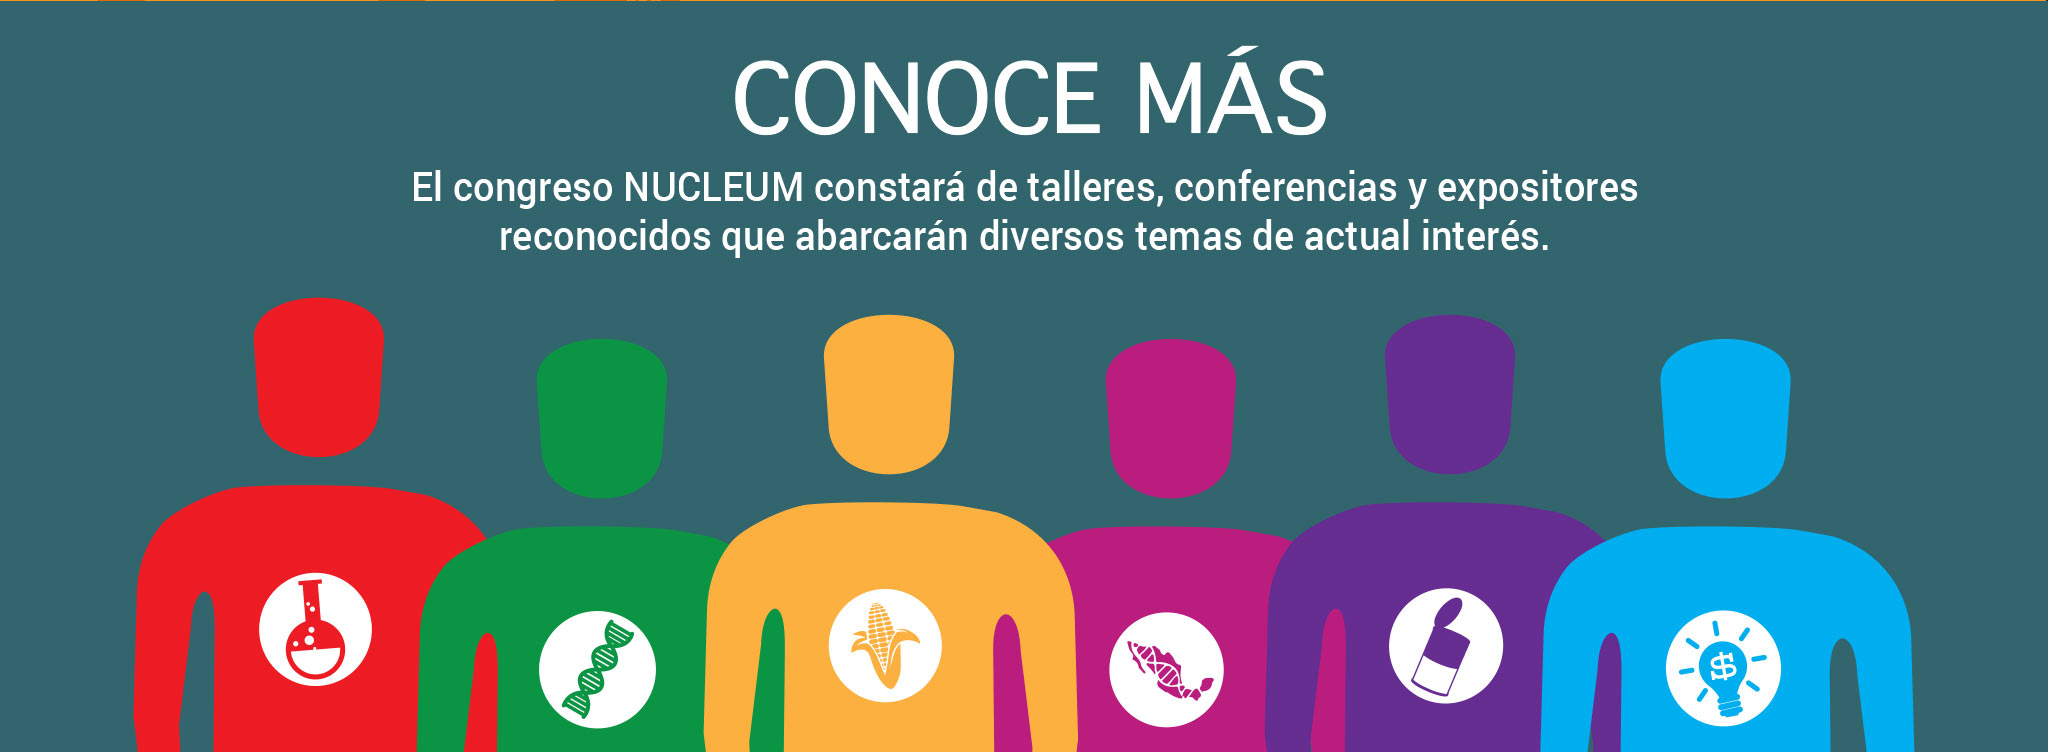 CONOCE MÁS
El congreso NUCLEUM constará de talleres, conferencias y expositores
reconocidos que abarcarán diversos temas de actual interés.
$